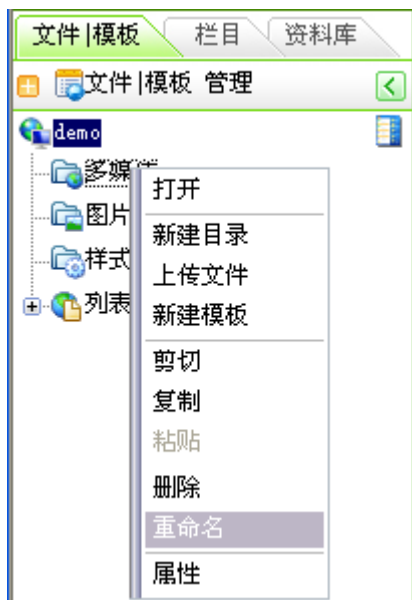 文件|模板 栏目 资料库
文件|模板 管理
demo
多媒
图片
样式
列表
打开
新建目录
上传文件
新建模板
剪切
复制
粘贴
删除
重命名
属性